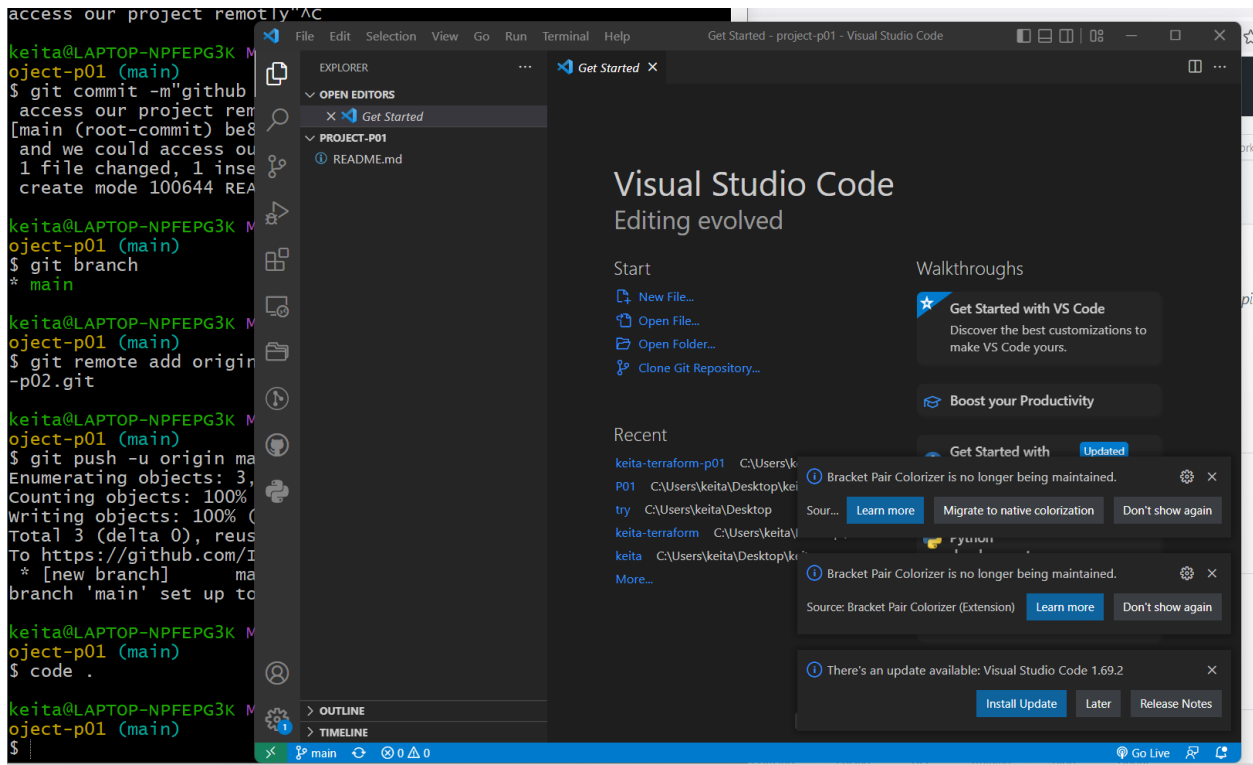 access our project remotly"^C
keita@LAPTOP-NPFEPG3K M
oject-p01 (main)
$ git commit -m"github
access our project rem
[main (root-commit) be8
and we could access ou
1 file changed, 1 inse
create mode 100644 REA
keita@LAPTOP-NPFEPG3K M
oject-p01 (main)
$ git branch
* main
keita@LAPTOP-NPFEPG3K M
oject-p01 (main)
$ git remote add origin
-p02.git
keita@LAPTOP-NPFEPG3K M
oject-p01 (main)
$ git push -u origin ma
Enumerating objects: 3,
Counting objects: 100%
Writing objects: 100% (
Total 3 (delta 0), reus
To https://github.com/I
* [new branch] ma
branch 'main' set up to
keita@LAPTOP-NPFEPG3K M
oject-p01 (main)
$ code .
keita@LAPTOP-NPFEPG3K M
oject-p01 (main)
$
File Edit Selection View Go Run Terminal Help
Get Started - project-p01 - Visual Studio Code
EXPLORER
OPEN EDITORS
Get Started
PROJECT-P01
README.md
OUTLINE
TIMELINE
Get Started
Visual Studio Code
Editing evolved
Start
New File...
Open File...
Open Folder...
Clone Git Repository...
Recent
keita-terraform-p01 C:\Users\k
P01 C:\Users\keita\Desktop\kei
try C:\Users\keita\Desktop
keita-terraform C:\Users\keita\
keita C:\Users\keita\Desktop\k
More...
Walkthroughs
Get Started with VS Code
Discover the best customizations to
make VS Code yours.
Boost your Productivity
Get Started with
Updated
Python
Bracket Pair Colorizer is no longer being maintained.
Sour... Learn more Migrate to native colorization Don't show again
Bracket Pair Colorizer is no longer being maintained.
Source: Bracket Pair Colorizer (Extension) Learn more Don't show again
There's an update available: Visual Studio Code 1.69.2
Install Update Later Release Notes
1
main 0 0
Go Live